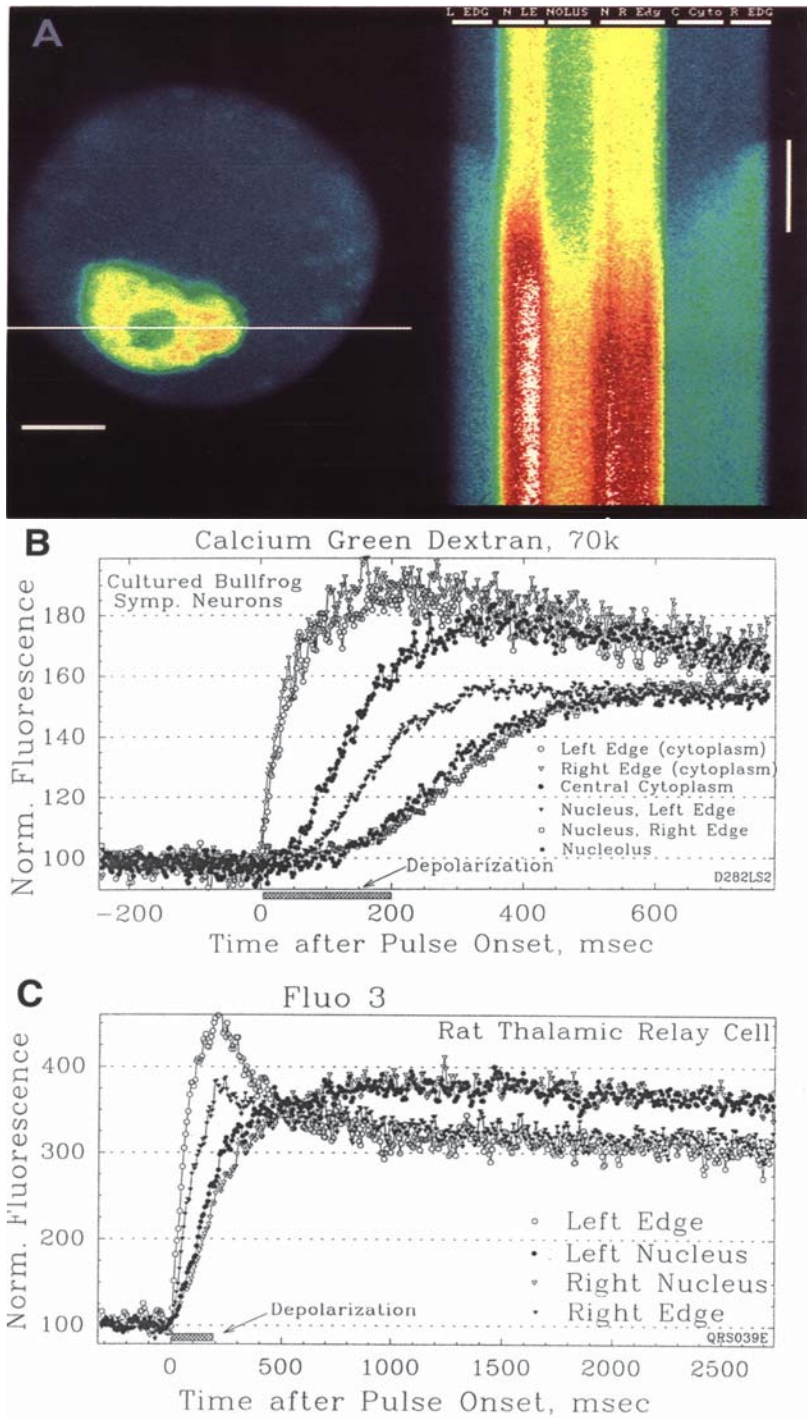 A
L EDG N LE NOLUS N R Edg C Cyto R EDG
B
Calcium Green Dextran, 70k
Cultured Bullfrog
Symp. Neurons
Norm. Fluorescence
180
160
140
120
100
Left Edge (cytoplasm)
Right Edge (cytoplasm)
Central Cytoplasm
Nucleus, Left Edge
Nucleus, Right Edge
Nucleolus
Depolarization
D282LS2
-200 0 200 400 600
Time after Pulse Onset, msec
C
Fluo 3
Rat Thalamic Relay Cell
Norm. Fluorescence
400
300
200
100
Left Edge
Left Nucleus
Right Nucleus
Right Edge
Depolarization
QRS039E
0 500 1000 1500 2000 2500
Time after Pulse Onset, msec